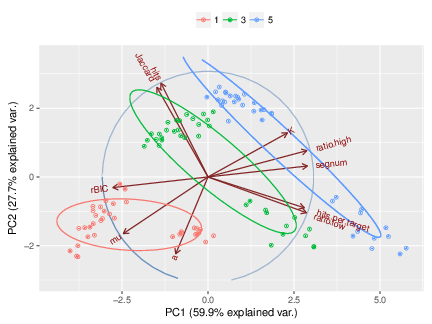 1 3 5
hits
Jaccard
K
ratio.high
segnum
rBIC
hits.per.target
ratio.low
mu
a
2
0
−2
−2.5 0.0 2.5 5.0
PC1 (59.9% explained var.)
PC2 (27.7% explained var.)